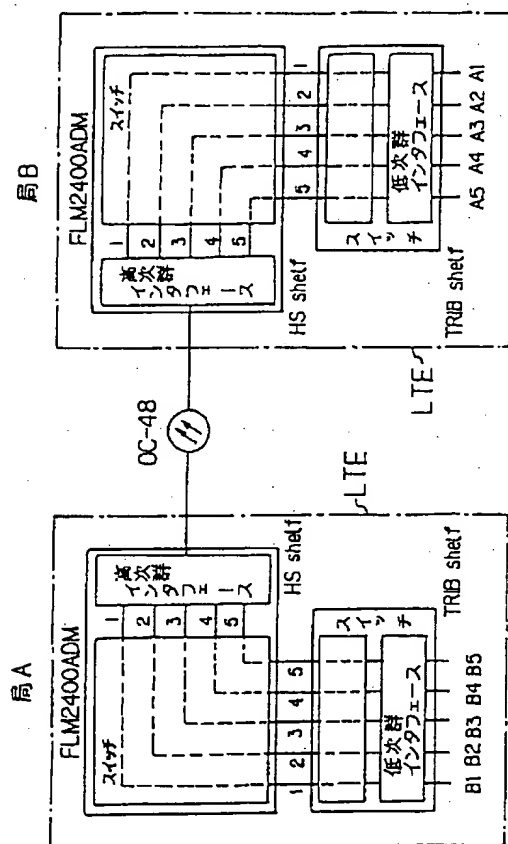 局A
FLM2400ADM
スイッチ
1
2
3
4
5
高次群
インタフェース
HS shelf
1
2
3
4
5
スイッチ
低次群
インタフェース
TRIB shelf
B1 B2 B3 B4 B5
LTE
OC-48
局B
FLM2400ADM
1
2
3
4
5
高次群
インタフェース
スイッチ
HS shelf
5
4
3
2
1
スイッチ
低次群
インタフェース
TRIB shelf
A5 A4 A3 A2 A1
LTE